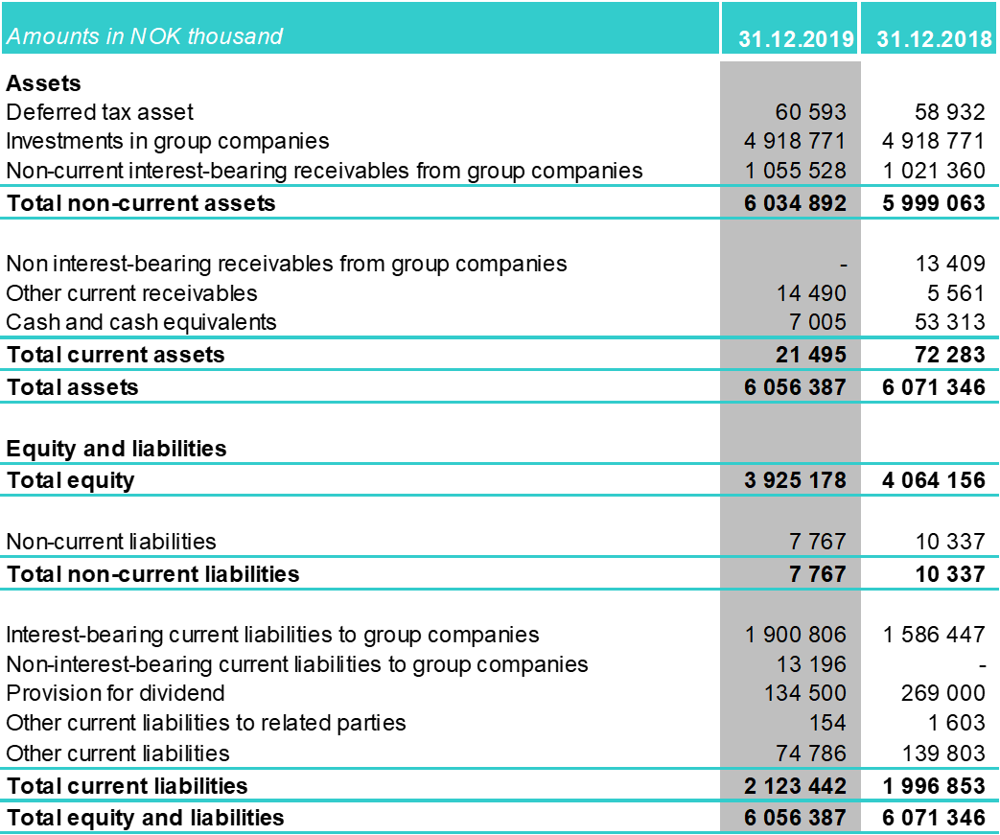 Amounts in NOK thousand 31.12.2019 31.12.2018
Assets
Deferred tax asset 60 593 58 932
Investments in group companies 4 918 771 4 918 771
Non-current interest-bearing receivables from group companies 1 055 528 1 021 360
Total non-current assets 6 034 892 5 999 063
Non interest-bearing receivables from group companies - 13 409
Other current receivables 14 490 5 561
Cash and cash equivalents 7 005 53 313
Total current assets 21 495 72 283
Total assets 6 056 387 6 071 346
Equity and liabilities
Total equity 3 925 178 4 064 156
Non-current liabilities 7 767 10 337
Total non-current liabilities 7 767 10 337
Interest-bearing current liabilities to group companies 1 900 806 1 586 447
Non-interest-bearing current liabilities to group companies 13 196 -
Provision for dividend 134 500 269 000
Other current liabilities to related parties 154 1 603
Other current liabilities 74 786 139 803
Total current liabilities 2 123 442 1 996 853
Total equity and liabilities 6 056 387 6 071 346